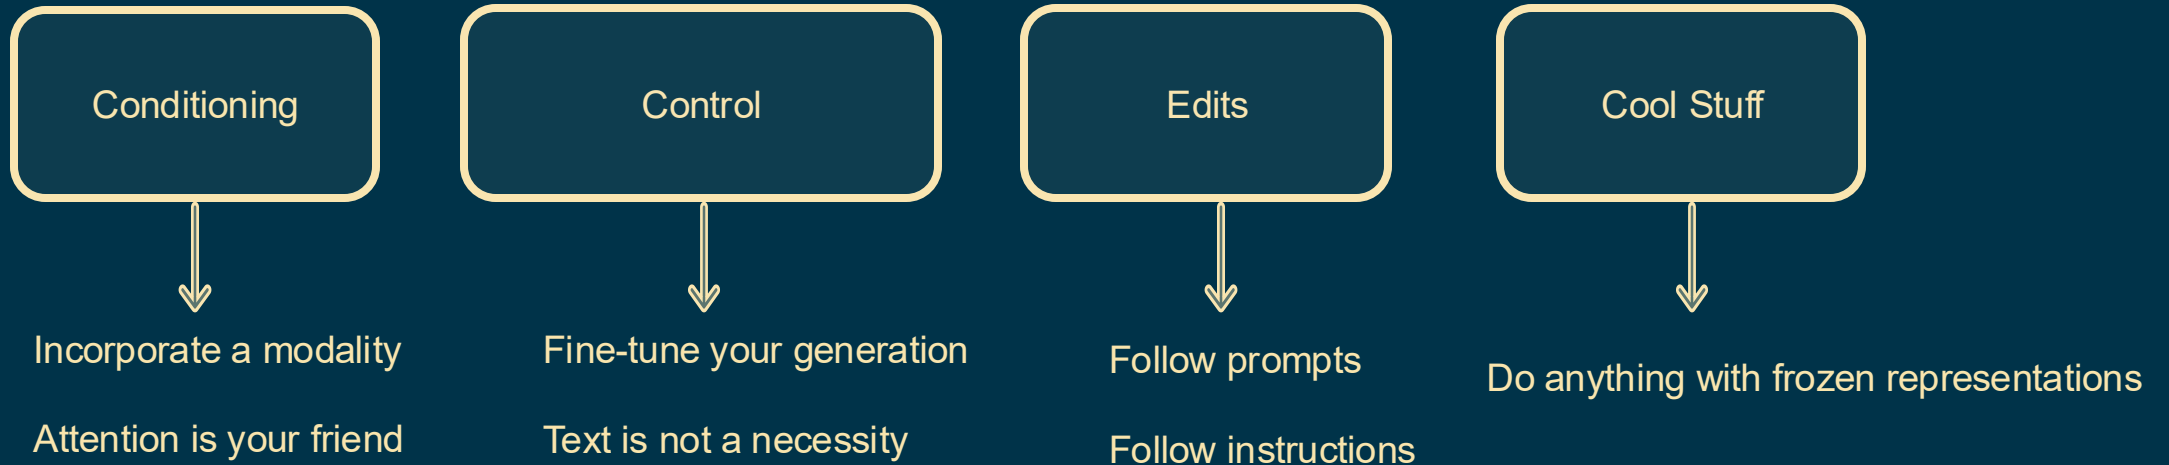 Conditioning
Control
Edits
Cool Stuff
Incorporate a modality
Attention is your friend
Fine-tune your generation
Text is not a necessity
Follow prompts
Follow instructions
Do anything with frozen representations